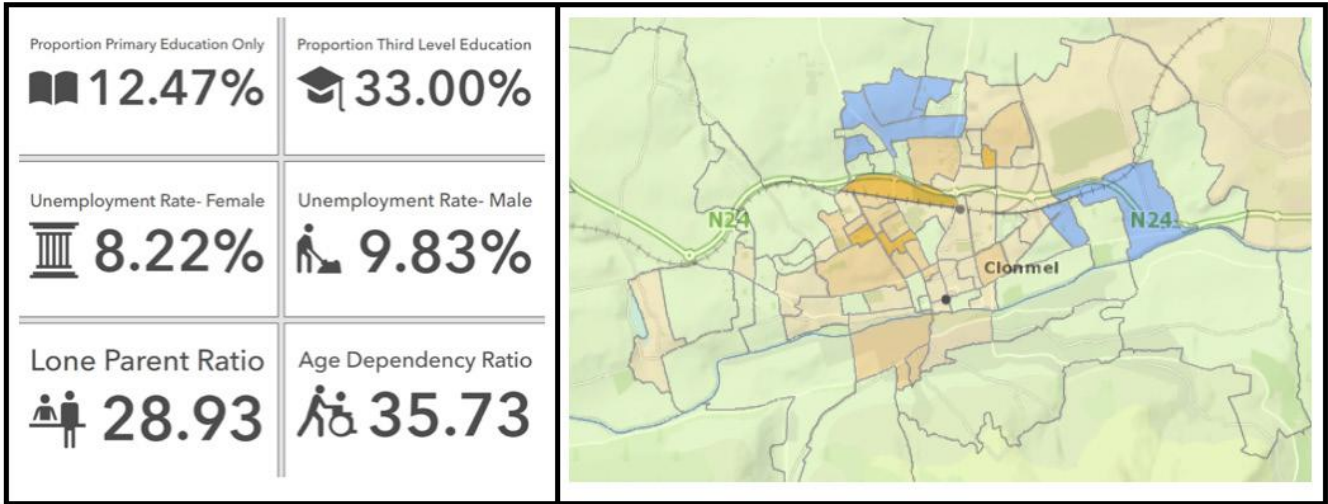 Proportion Primary Education Only
12.47%
Proportion Third Level Education
33.00%
Unemployment Rate- Female
8.22%
Unemployment Rate- Male
9.83%
Lone Parent Ratio
28.93
Age Dependency Ratio
35.73
N24
N24
Clonmel